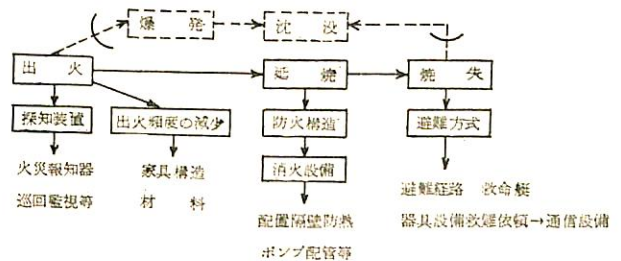 爆発 沈没
出火 延焼 焼失
探知装置 出火頻度の減少 防火構造 避難方式
火災報知器 家具構造 消火設備
巡回監視等 材料
避難経路 救命艇
配置隔壁防熱 器具設備救難依頼→通信設備
ポンプ配管等